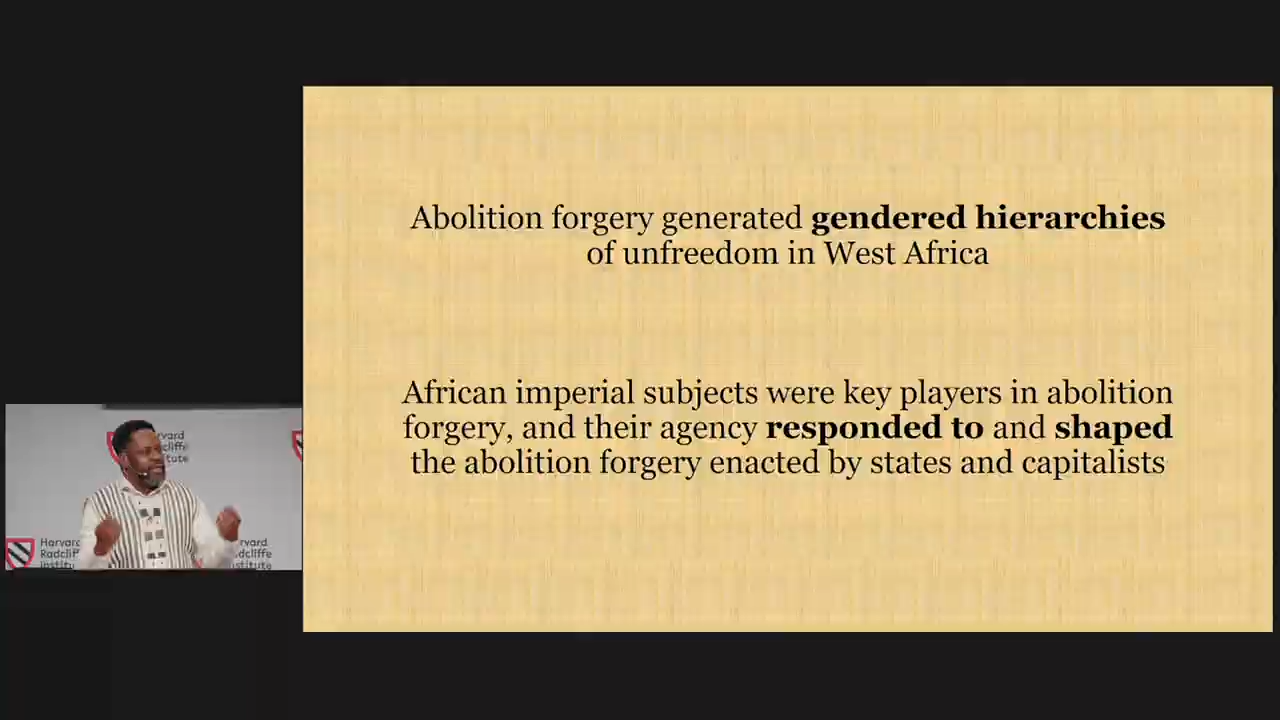 Abolition forgery generated gendered hierarchies
of unfreedom in West Africa
African imperial subjects were key players in abolition
forgery, and their agency responded to and shaped
the abolition forgery enacted by states and capitalists
Harvard
Radcliffe
Institute